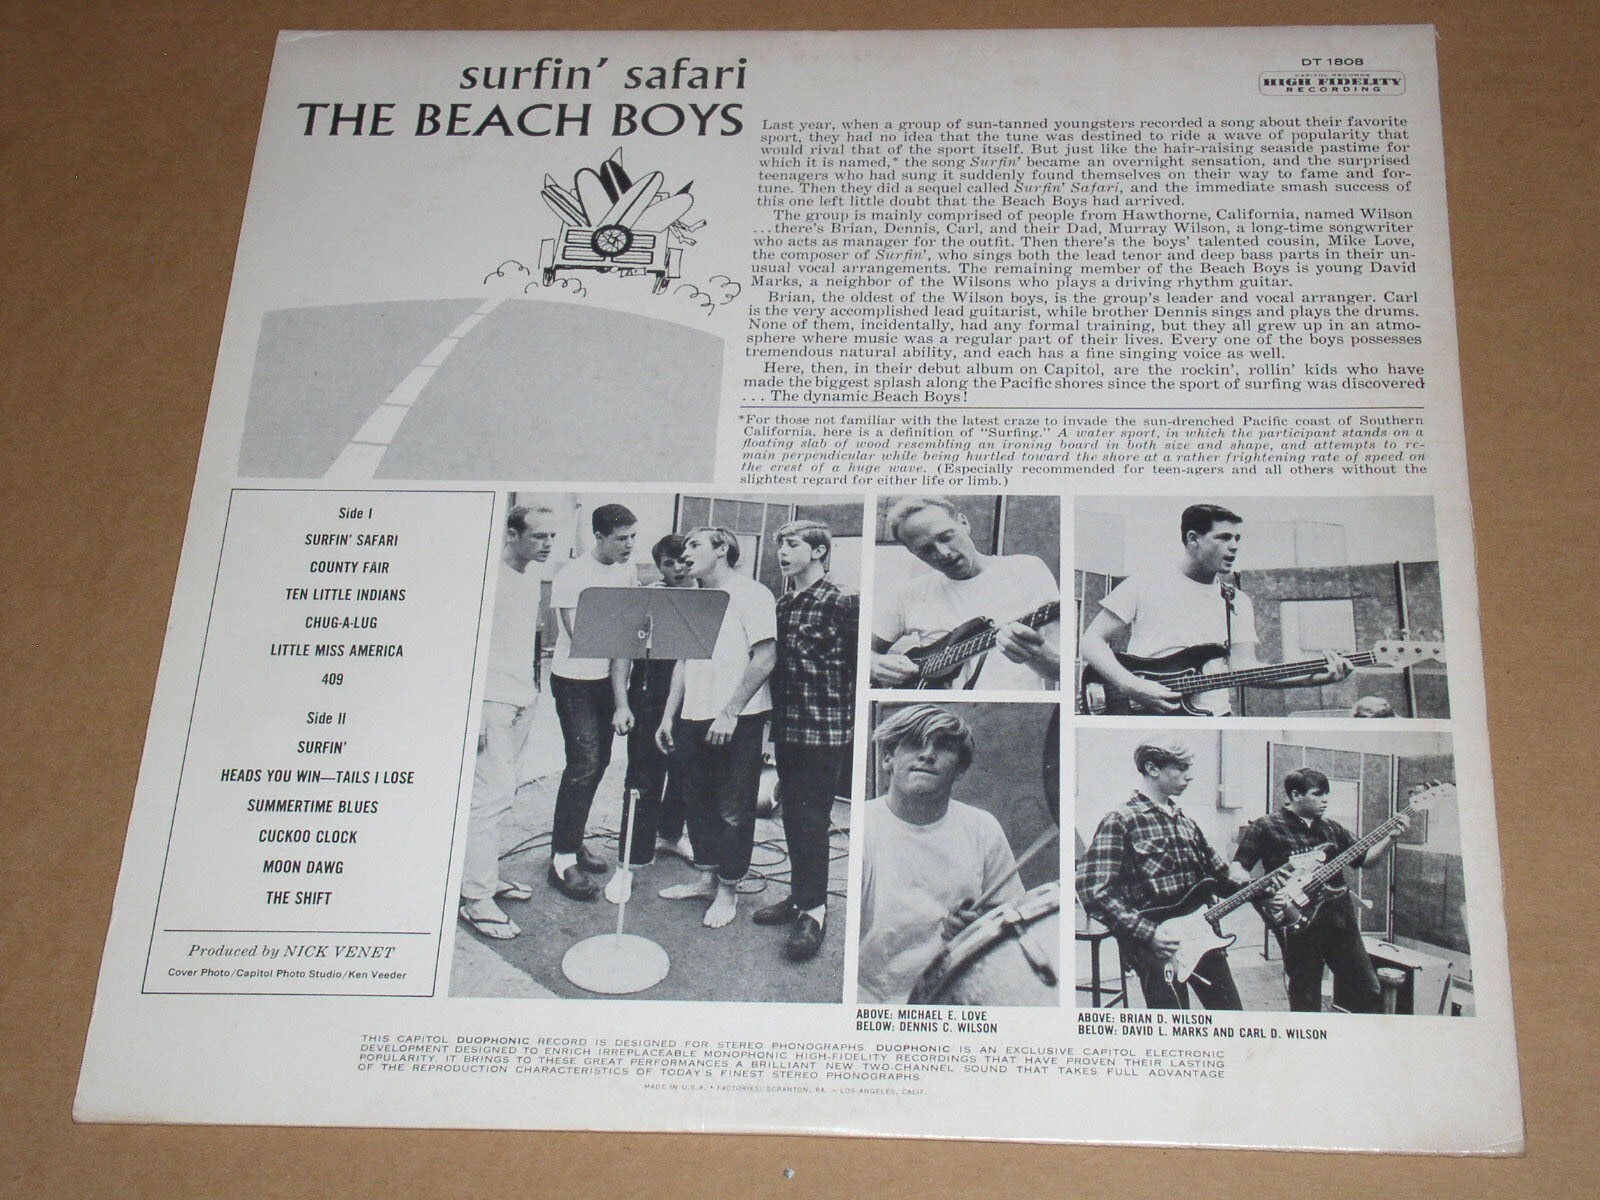 surfin' safari
THE BEACH BOYS
DT 1808
CAPITOL RECORDS
HIGH FIDELITY
RECORDING
Last year, when a group of sun-tanned youngsters recorded a song about their favorite
sport, they had no idea that the tune was destined to ride a wave of popularity that
would rival that of the sport itself. But just like the hair-raising seaside pastime for
which it is named,* the song Surfin' became an overnight sensation, and the surprised
teenagers who had sung it suddenly found themselves on their way to fame and for-
tune. Then they did a sequel called Surfin' Safari, and the immediate smash success of
this one left little doubt that the Beach Boys had arrived.
The group is mainly comprised of people from Hawthorne, California, named Wilson
...there's Brian, Dennis, Carl, and their Dad, Murray Wilson, a long-time songwriter
who acts as manager for the outfit. Then there's the boys' talented cousin, Mike Love,
the composer of Surfin', who sings both the lead tenor and deep bass parts in their un-
usual vocal arrangements. The remaining member of the Beach Boys is young David
Marks, a neighbor of the Wilsons who plays a driving rhythm guitar.
Brian, the oldest of the Wilson boys, is the group's leader and vocal arranger. Carl
is the very accomplished lead guitarist, while brother Dennis sings and plays the drums.
None of them, incidentally, had any formal training, but they all grew up in an atmo-
sphere where music was a regular part of their lives. Every one of the boys possesses
tremendous natural ability, and each has a fine singing voice as well.
Here, then, in their debut album on Capitol, are the rockin', rollin' kids who have
made the biggest splash along the Pacific shores since the sport of surfing was discovered
... The dynamic Beach Boys!
*For those not familiar with the latest craze to invade the sun-drenched Pacific coast of Southern
California, here is a definition of "Surfing." A water sport, in which the participant stands on a
floating slab of wood resembling an ironing board in both size and shape, and attempts to re-
main perpendicular while being hurtled toward the shore at a rather frightening rate of speed on
the crest of a huge wave. (Especially recommended for teen-agers and all others without the
slightest regard for either life or limb.)
Side I
SURFIN' SAFARI
COUNTY FAIR
TEN LITTLE INDIANS
CHUG-A-LUG
LITTLE MISS AMERICA
409
Side II
SURFIN'
HEADS YOU WIN—TAILS I LOSE
SUMMERTIME BLUES
CUCKOO CLOCK
MOON DAWG
THE SHIFT
Produced by NICK VENET
Cover Photo/Capitol Photo Studio/Ken Veeder
ABOVE: MICHAEL E. LOVE
BELOW: DENNIS C. WILSON
ABOVE: BRIAN D. WILSON
BELOW: DAVID L. MARKS AND CARL D. WILSON
THIS CAPITOL DUOPHONIC RECORD IS DESIGNED FOR STEREO PHONOGRAPHS. DUOPHONIC IS AN EXCLUSIVE CAPITOL ELECTRONIC
DEVELOPMENT DESIGNED TO ENRICH IRREPLACEABLE MONOPHONIC HIGH-FIDELITY RECORDINGS THAT HAVE PROVEN THEIR LASTING
POPULARITY. IT BRINGS TO THESE GREAT PERFORMANCES A BRILLIANT NEW TWO-CHANNEL SOUND THAT TAKES FULL ADVANTAGE
OF THE REPRODUCTION CHARACTERISTICS OF TODAY'S FINEST STEREO PHONOGRAPHS.
MADE IN U.S.A. • FACTORIES: SCRANTON, PA. – LOS ANGELES, CALIF.